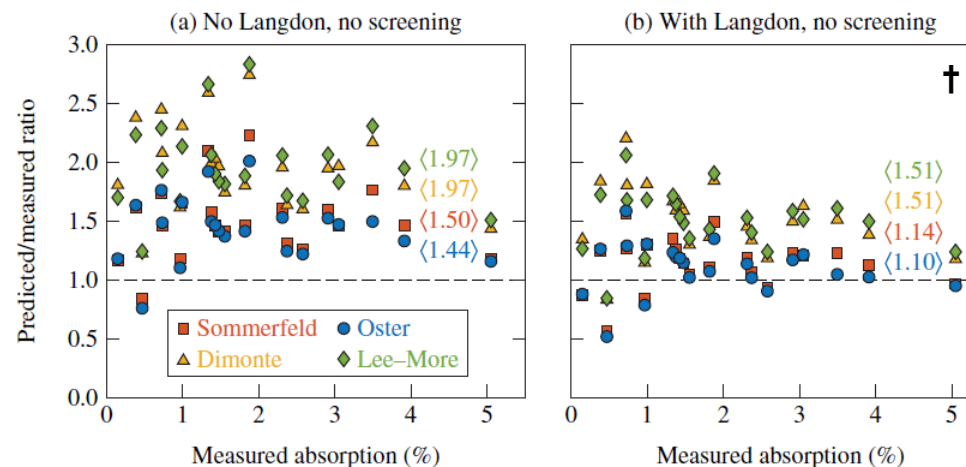 (a) No Langdon, no screening
(b) With Langdon, no screening
Predicted/measured ratio
3.0
2.5
2.0
1.5
1.0
0.5
0.0
⟨1.97⟩
⟨1.97⟩
⟨1.50⟩
⟨1.44⟩
Sommerfeld
Oster
Dimonte
Lee–More
0 1 2 3 4 5
Measured absorption (%)
†
⟨1.51⟩
⟨1.51⟩
⟨1.14⟩
⟨1.10⟩
0 1 2 3 4 5
Measured absorption (%)